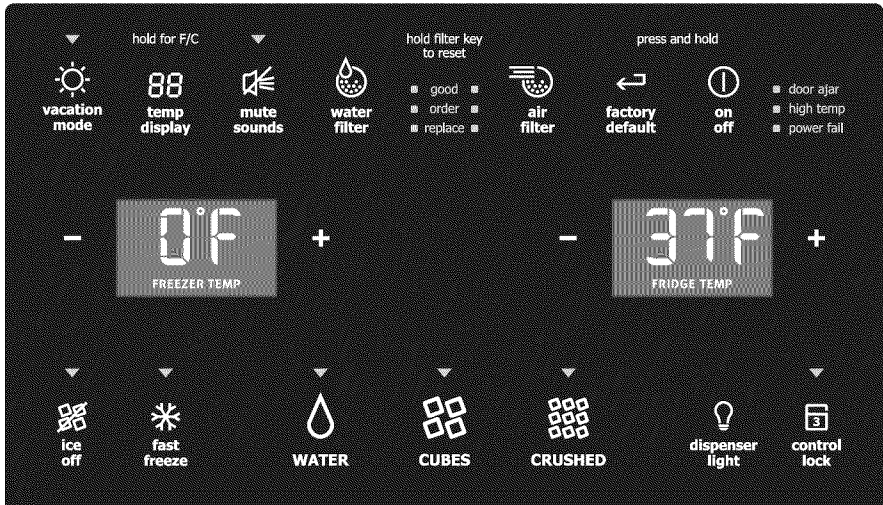 hold for F/C
hold filter key
to reset
press and hold
88
vacation
mode
temp
display
mute
sounds
water
filter
good
order
replace
air
filter
factory
default
on
off
door ajar
high temp
power fail
0°F
FREEZER TEMP
37°F
FRIDGE TEMP
- +
- +
ice
off
fast
freeze
WATER
CUBES
CRUSHED
dispenser
light
3
control
lock